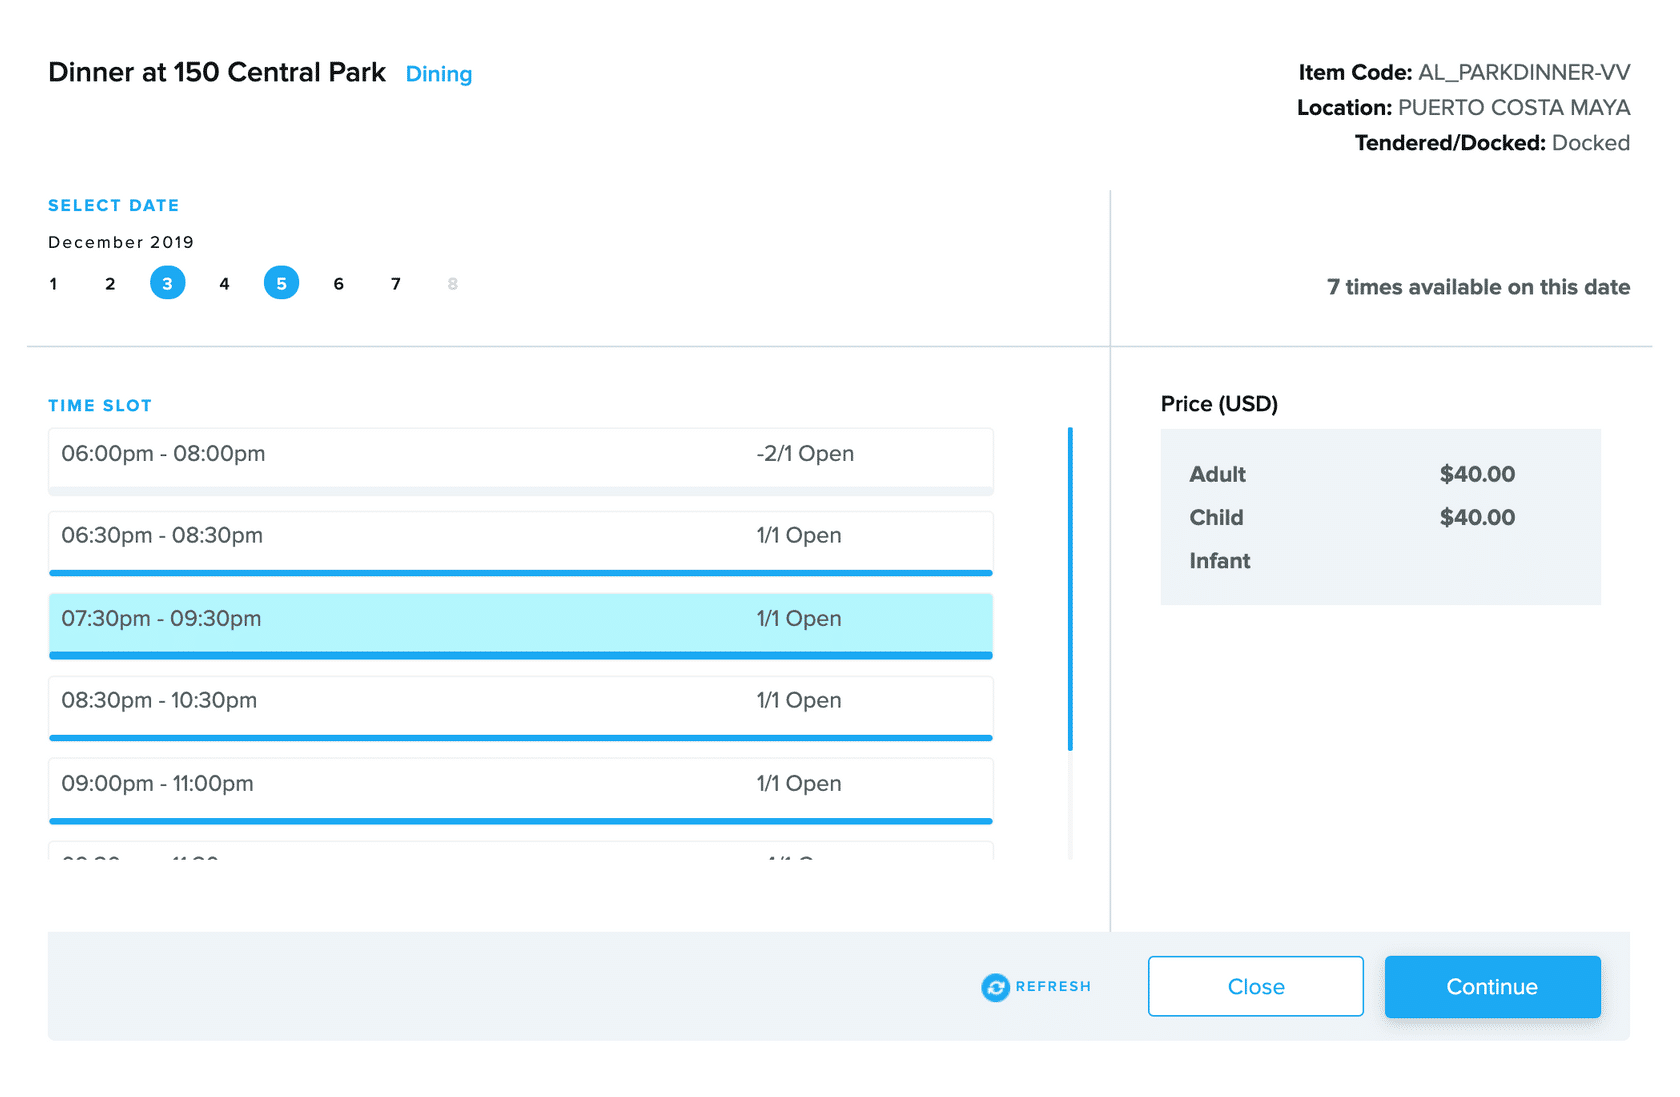 Dinner at 150 Central Park Dining
Item Code: AL_PARKDINNER-VV
Location: PUERTO COSTA MAYA
Tendered/Docked: Docked
SELECT DATE
December 2019
1 2 3 4 5 6 7 8
7 times available on this date
TIME SLOT
06:00pm - 08:00pm -2/1 Open
06:30pm - 08:30pm 1/1 Open
07:30pm - 09:30pm 1/1 Open
08:30pm - 10:30pm 1/1 Open
09:00pm - 11:00pm 1/1 Open
Price (USD)
Adult $40.00
Child $40.00
Infant
REFRESH
Close
Continue